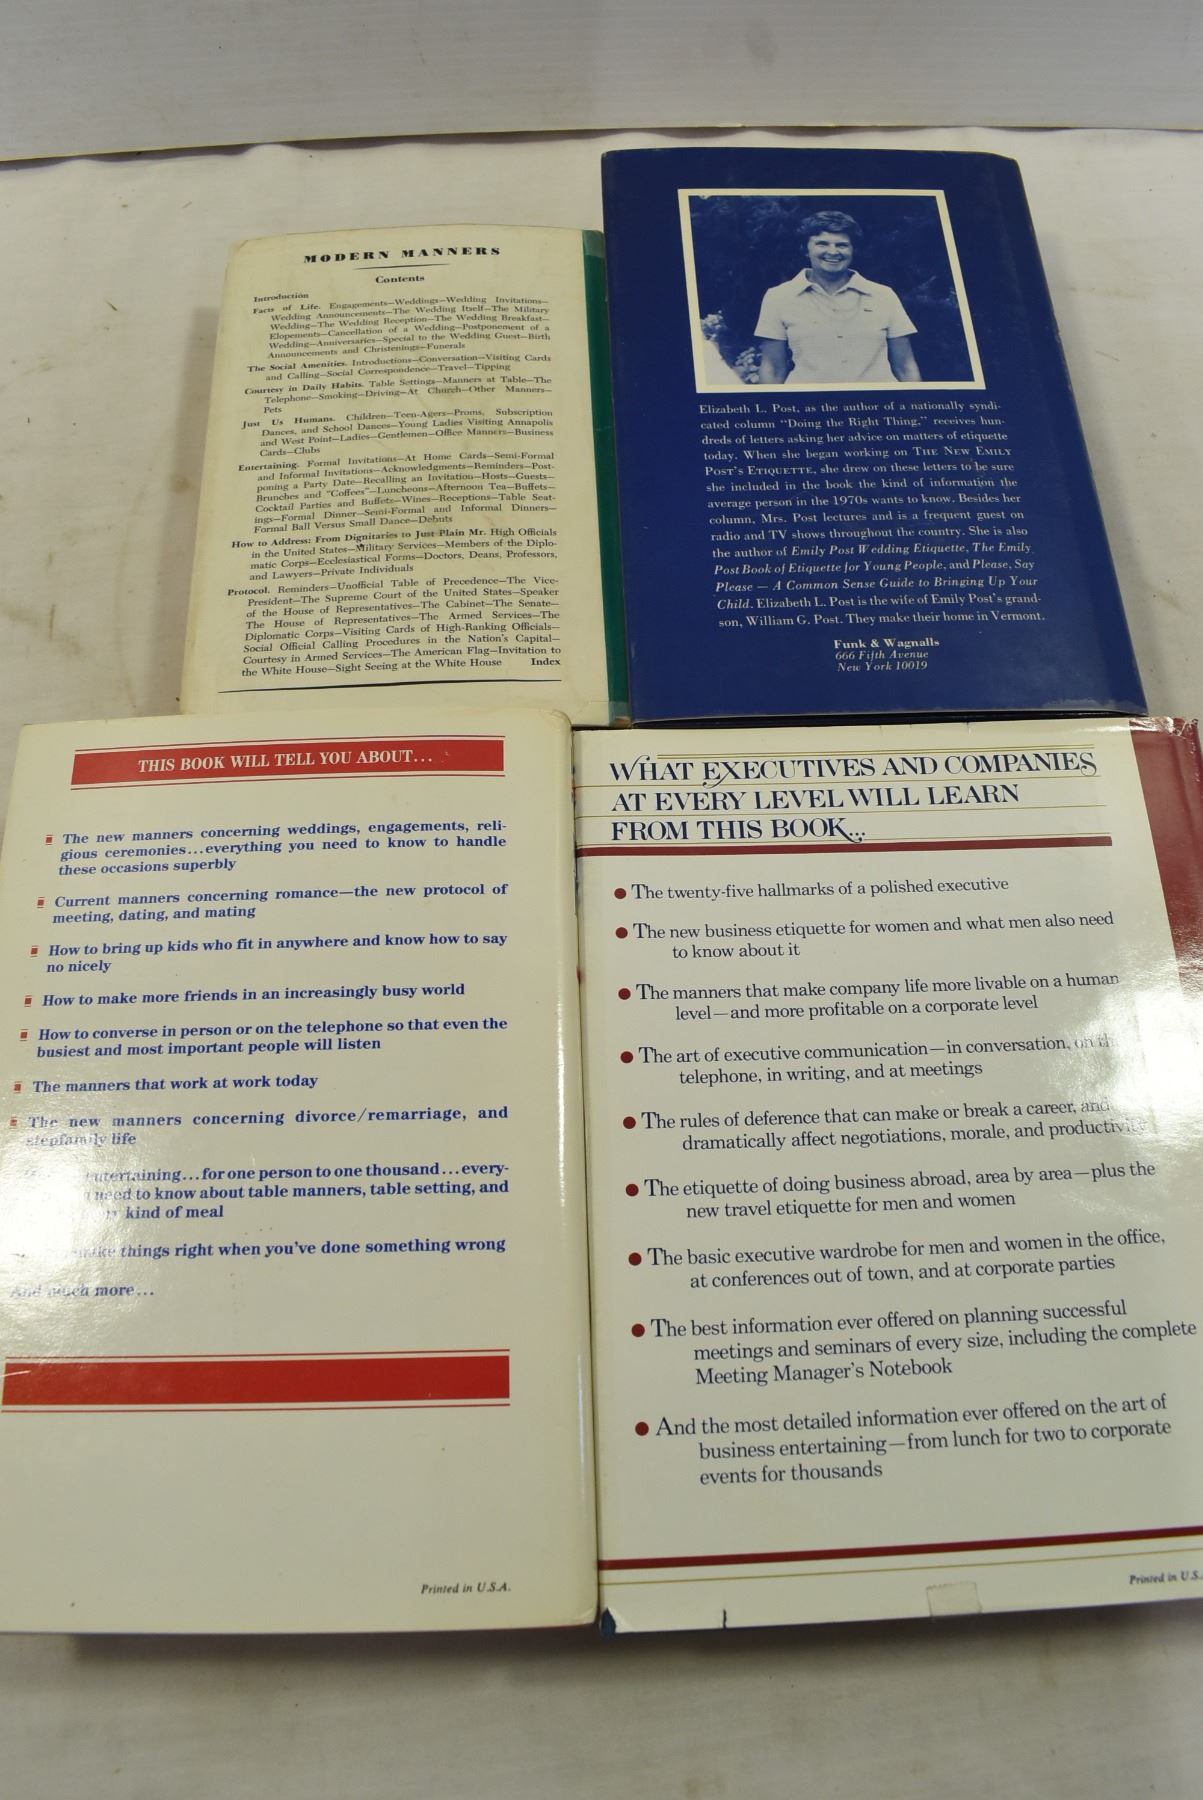 MODERN MANNERS
Contents
Introduction
Facts of Life. Engagements—Weddings—Wedding Invitations—
Wedding Announcements—The Wedding Itself—The Military
Wedding—The Wedding Reception—The Wedding Breakfast—
Elopements—Cancellation of a Wedding—Postponement of a
Wedding—Anniversaries—Special to the Wedding Guest—Birth
Announcements and Christenings—Funerals
The Social Amenities. Introductions—Conversation—Visiting Cards
and Calling—Social Correspondence—Travel—Tipping
Courtesy in Daily Habits. Table Settings—Manners at Table—The
Telephone—Smoking—Driving—At Church—Other Manners—
Pets
Just Us Humans. Children—Teen-Agers—Proms, Subscription
Dances, and School Dances—Young Ladies Visiting Annapolis
and West Point—Ladies—Gentlemen—Office Manners—Business
Cards—Clubs
Entertaining. Formal Invitations—At Home Cards—Semi-Formal
and Informal Invitations—Acknowledgments—Reminders—Post-
poning a Party Date—Recalling an Invitation—Hosts—Guests—
Brunches and "Coffees"—Luncheons—Afternoon Tea—Buffets—
Cocktail Parties and Buffets—Wines—Receptions—Table Seat-
ings—Formal Dinner—Semi-Formal and Informal Dinners—
Formal Ball Versus Small Dance—Debuts
How to Address: From Dignitaries to Just Plain Mr. High Officials
in the United States—Military Services—Members of the Diplo-
matic Corps—Ecclesiastical Forms—Doctors, Deans, Professors,
and Lawyers—Private Individuals
Protocol. Reminders—Unofficial Table of Precedence—The Vice-
President—The Supreme Court of the United States—Speaker
of the House of Representatives—The Cabinet—The Senate—
The House of Representatives—The Armed Services—The
Diplomatic Corps—Visiting Cards of High-Ranking Officials—
Social Official Calling Procedures in the Nation's Capital—
Courtesy in Armed Services—The American Flag—Invitation to
the White House—Sight Seeing at the White House Index
Elizabeth L. Post, as the author of a nationally syndi-
cated column "Doing the Right Thing," receives hun-
dreds of letters asking her advice on matters of etiquette
today. When she began working on THE NEW EMILY
POST'S ETIQUETTE, she drew on these letters to be sure
she included in the book the kind of information the
average person in the 1970s wants to know. Besides her
column, Mrs. Post lectures and is a frequent guest on
radio and TV shows throughout the country. She is also
the author of Emily Post Wedding Etiquette, The Emily
Post Book of Etiquette for Young People, and Please, Say
Please — A Common Sense Guide to Bringing Up Your
Child. Elizabeth L. Post is the wife of Emily Post's grand-
son, William G. Post. They make their home in Vermont.
Funk & Wagnalls
666 Fifth Avenue
New York 10019
THIS BOOK WILL TELL YOU ABOUT...
The new manners concerning weddings, engagements, reli-
gious ceremonies...everything you need to know to handle
these occasions superbly
Current manners concerning romance—the new protocol of
meeting, dating, and mating
How to bring up kids who fit in anywhere and know how to say
no nicely
How to make more friends in an increasingly busy world
How to converse in person or on the telephone so that even the
busiest and most important people will listen
The manners that work at work today
The new manners concerning divorce/remarriage, and
stepfamily life
entertaining...for one person to one thousand...every-
need to know about table manners, table setting, and
kind of meal
make things right when you've done something wrong
And much more...
Printed in U.S.A.
WHAT EXECUTIVES AND COMPANIES
AT EVERY LEVEL WILL LEARN
FROM THIS BOOK...
● The twenty-five hallmarks of a polished executive
● The new business etiquette for women and what men also need
to know about it
● The manners that make company life more livable on a human
level—and more profitable on a corporate level
● The art of executive communication—in conversation, on the
telephone, in writing, and at meetings
● The rules of deference that can make or break a career, and
dramatically affect negotiations, morale, and productivity
● The etiquette of doing business abroad, area by area—plus the
new travel etiquette for men and women
● The basic executive wardrobe for men and women in the office,
at conferences out of town, and at corporate parties
● The best information ever offered on planning successful
meetings and seminars of every size, including the complete
Meeting Manager's Notebook
● And the most detailed information ever offered on the art of
business entertaining—from lunch for two to corporate
events for thousands
Printed in U.S.